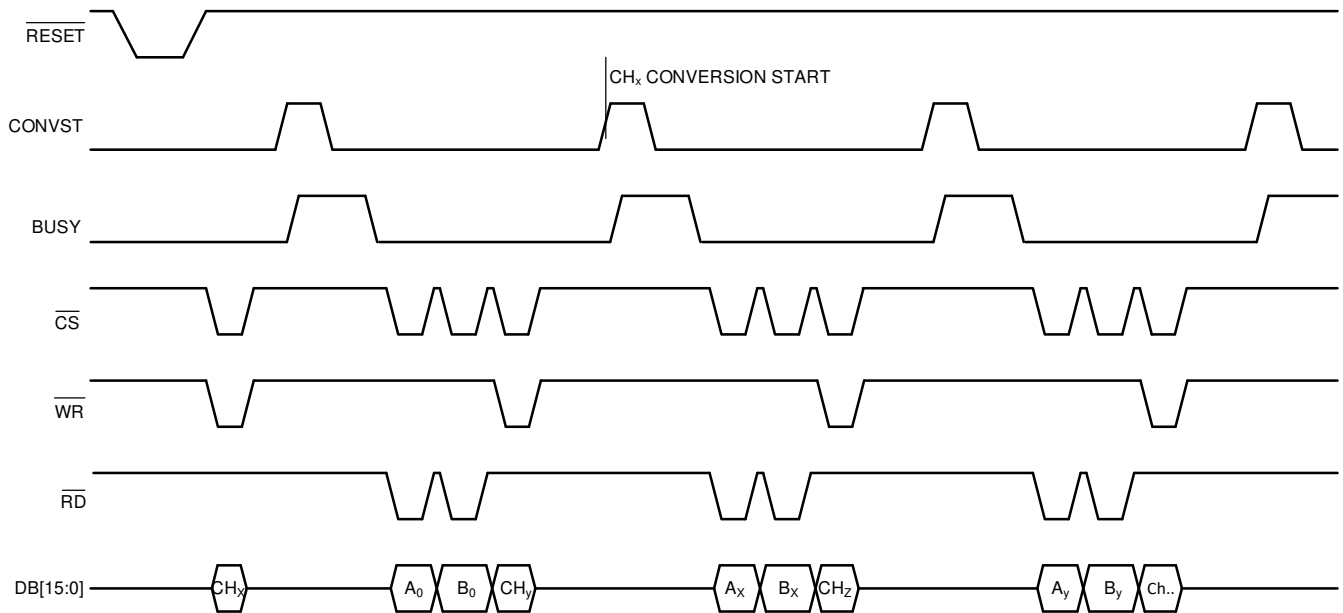 RESET
CHx CONVERSION START
CONVST
BUSY
CS
WR
RD
DB[15:0] CHX A0 B0 CHy AX BX CHZ Ay By Ch..